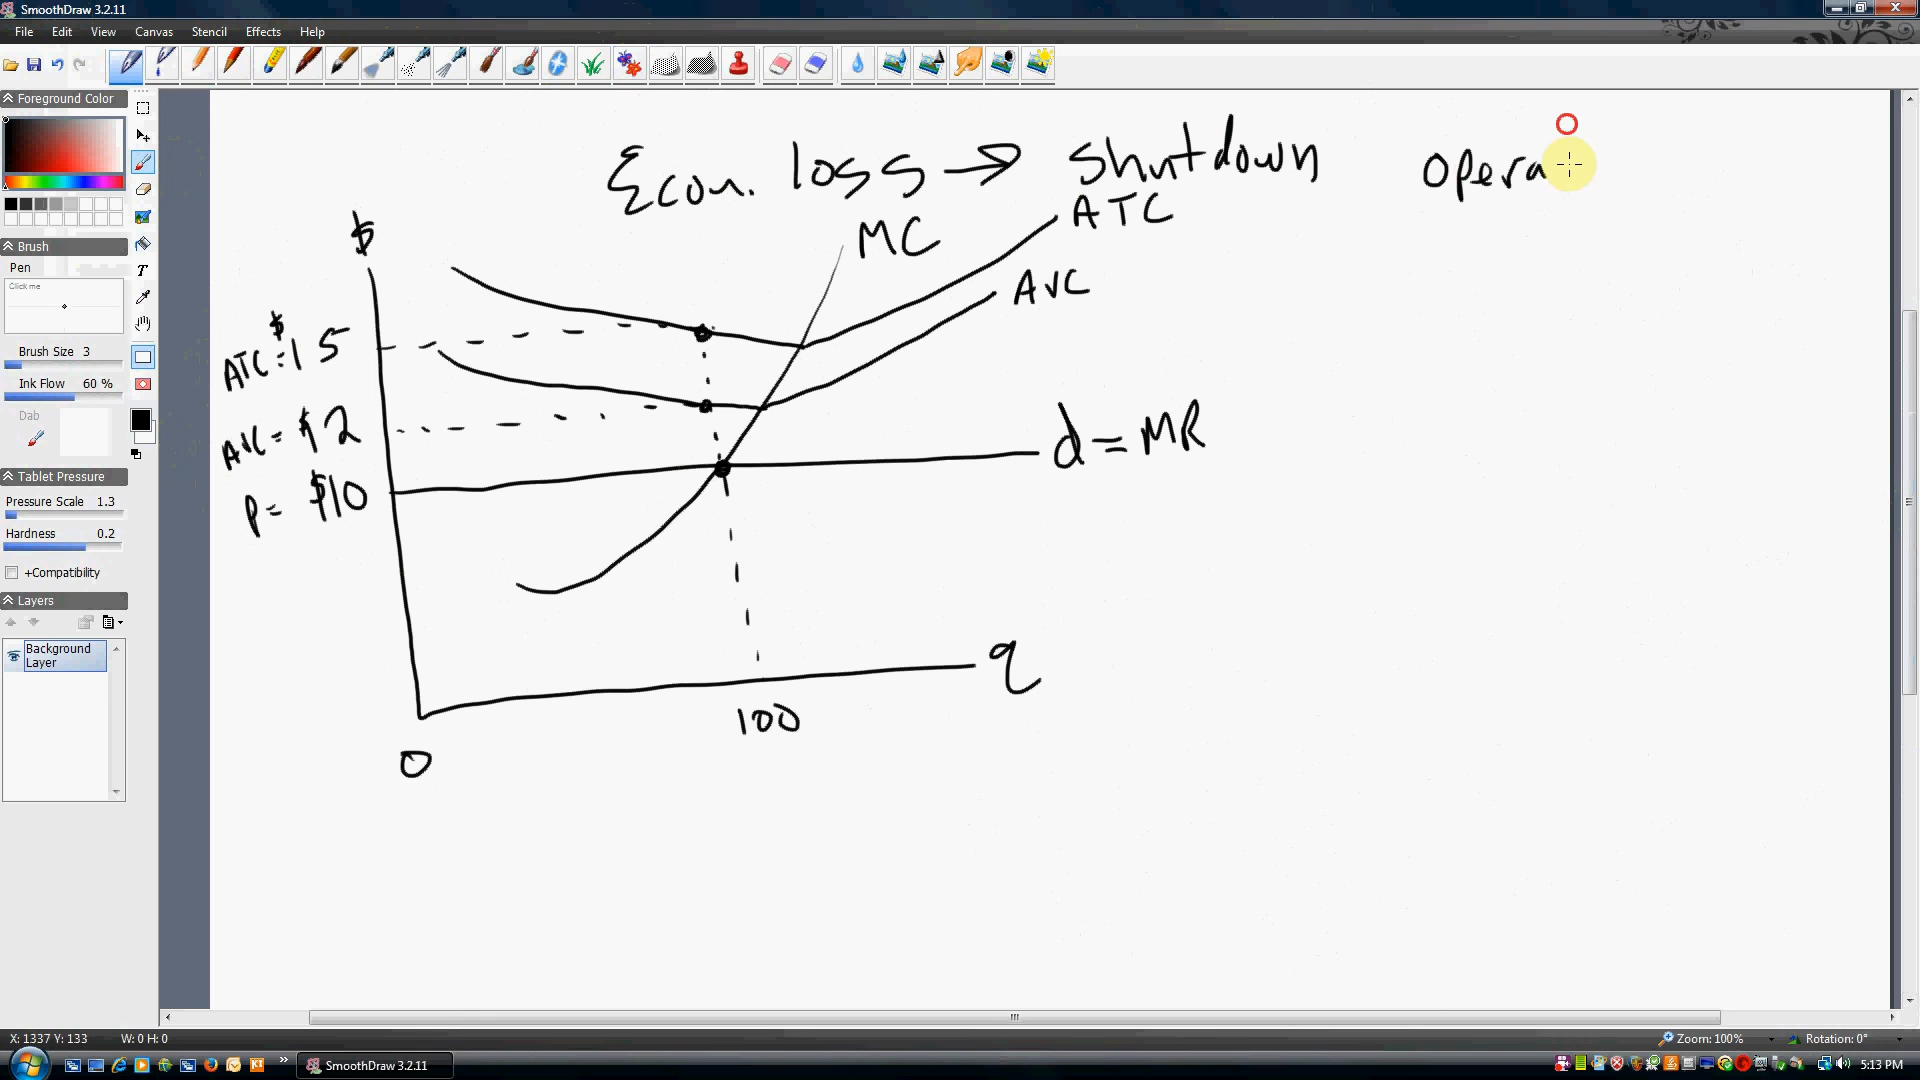 SmoothDraw 3.2.11
File Edit View Canvas Stencil Effects Help
Foreground Color
Brush
Pen
Click me
Brush Size 3
Ink Flow 60 %
Dab
Tablet Pressure
Pressure Scale 1.3
Hardness 0.2
+Compatibility
Layers
Background Layer
Econ. loss → shutdown opera
$
MC
ATC
AVC
ATC = $15
AVC = $12
P = $10
d = MR
q
100
0
X: 1337 Y: 133 W: 0 H: 0
Zoom: 100% Rotation: 0°
SmoothDraw 3.2.11
5:13 PM